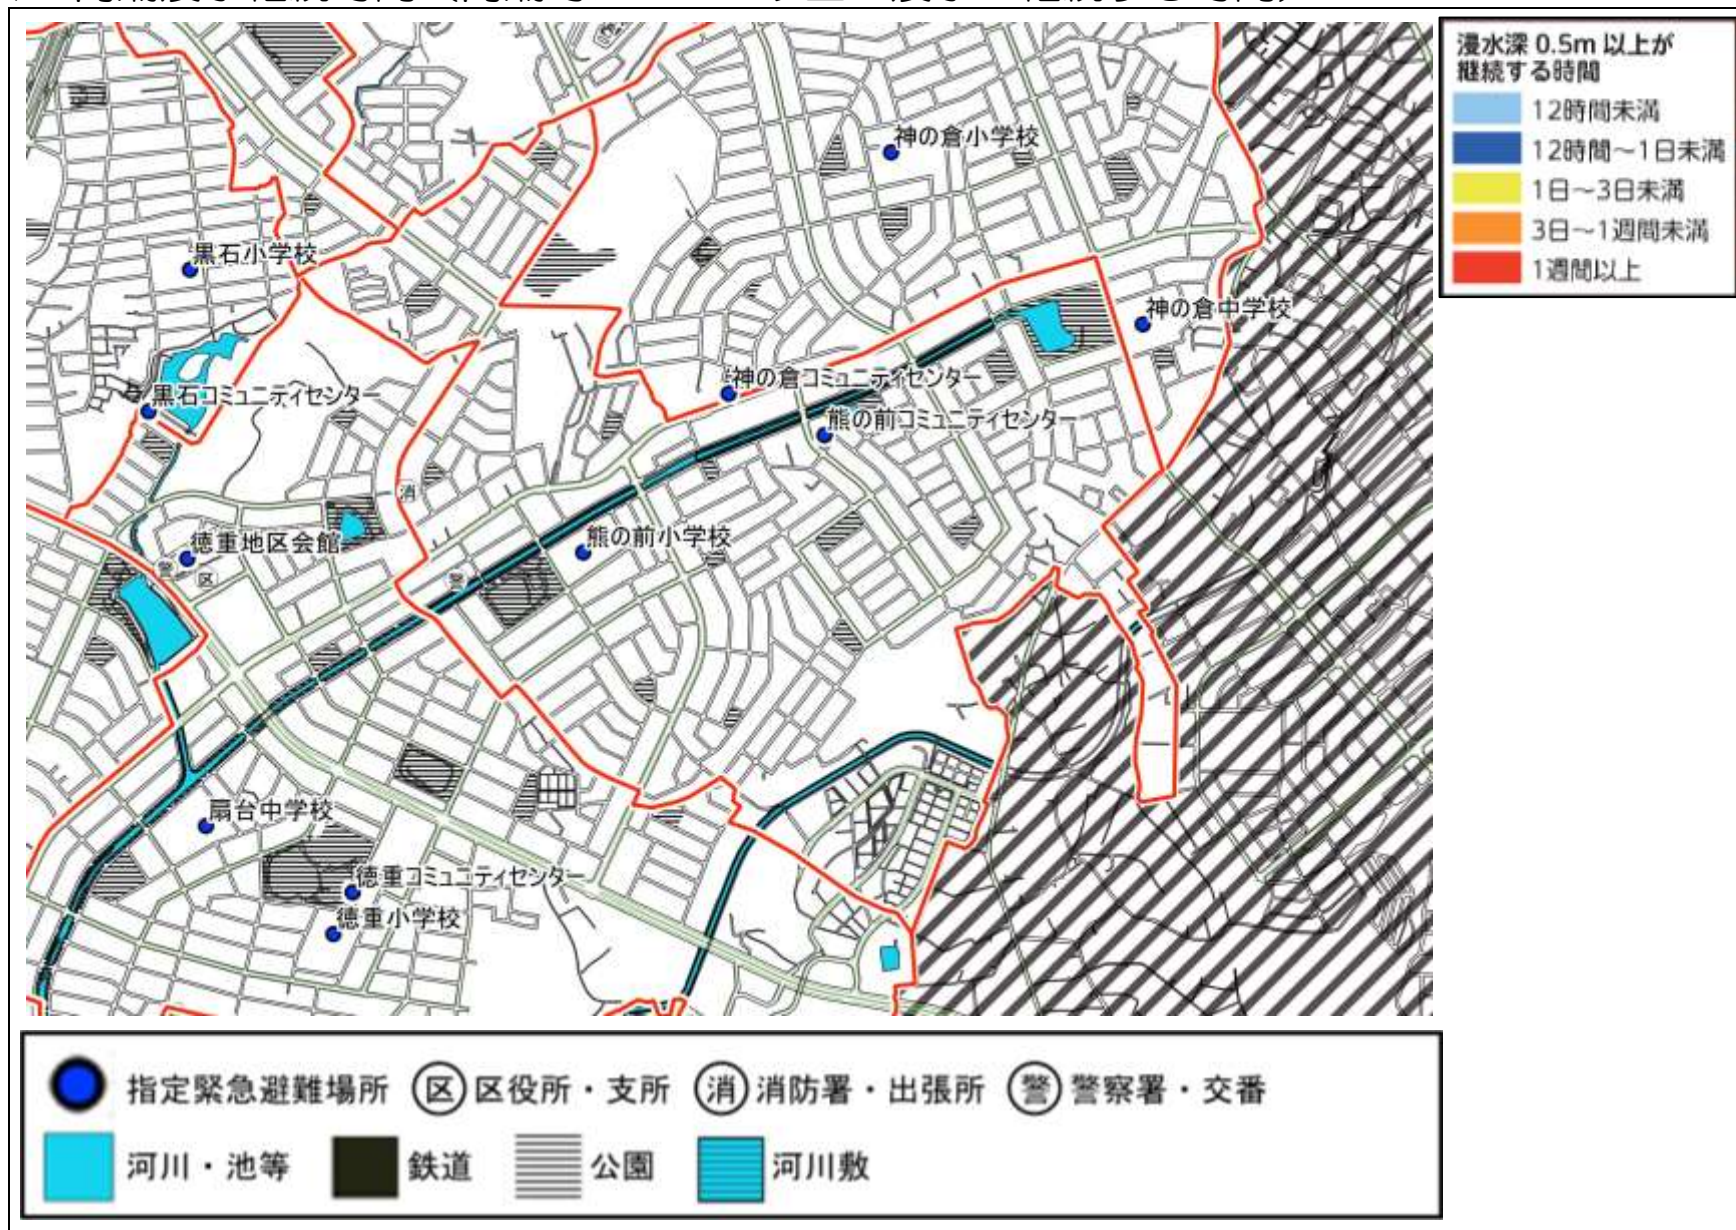 浸水深 0.5m 以上が
継続する時間
12時間未満
12時間～1日未満
1日～3日未満
3日～1週間未満
1週間以上
神の倉小学校
黒石小学校
神の倉中学校
神の倉コミュニティセンター
黒石コミュニティセンター
熊の前コミュニティセンター
消
熊の前小学校
徳重地区会館
警
区
警
扇台中学校
徳重コミュニティセンター
徳重小学校
指定緊急避難場所 区 区役所・支所 消 消防署・出張所 警 警察署・交番
河川・池等 鉄道 公園 河川敷